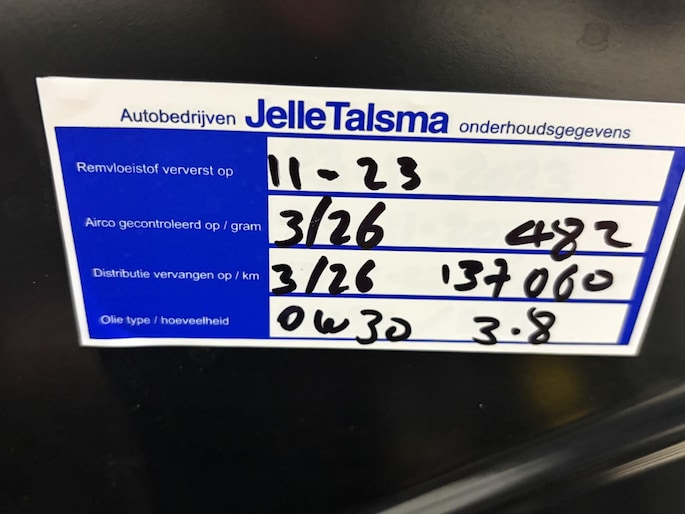 Autobedrijven JelleTalsma onderhoudsgegevens
Remvloeistof ververst op 11-23
Airco gecontroleerd op / gram 3/26 482
Distributie vervangen op / km 3/26 137060
Olie type / hoeveelheid 0W30 3.8